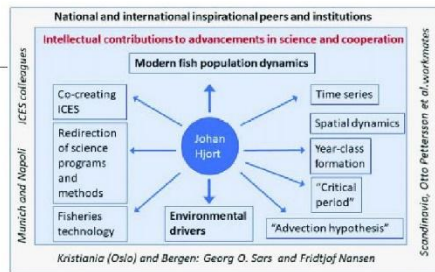 National and international inspirational peers and institutions
Intellectual contributions to advancements in science and cooperation
Modern fish population dynamics
ICES colleagues
Munich and Napoli
Co-creating
ICES
Redirection
of science
programs
and
methods
Fisheries
technology
Johan
Hjort
Environmental
drivers
Time series
Spatial dynamics
Year-class
formation
"Critical
period"
"Advection hypothesis"
Scandinavia, Otto Pettersson et al.workmates
Kristiania (Oslo) and Bergen: Georg O. Sars and Fridtjof Nansen